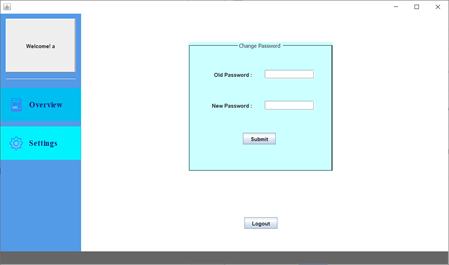 Welcome! a
Overview
Settings
Change Password
Old Password :
New Password :
Submit
Logout